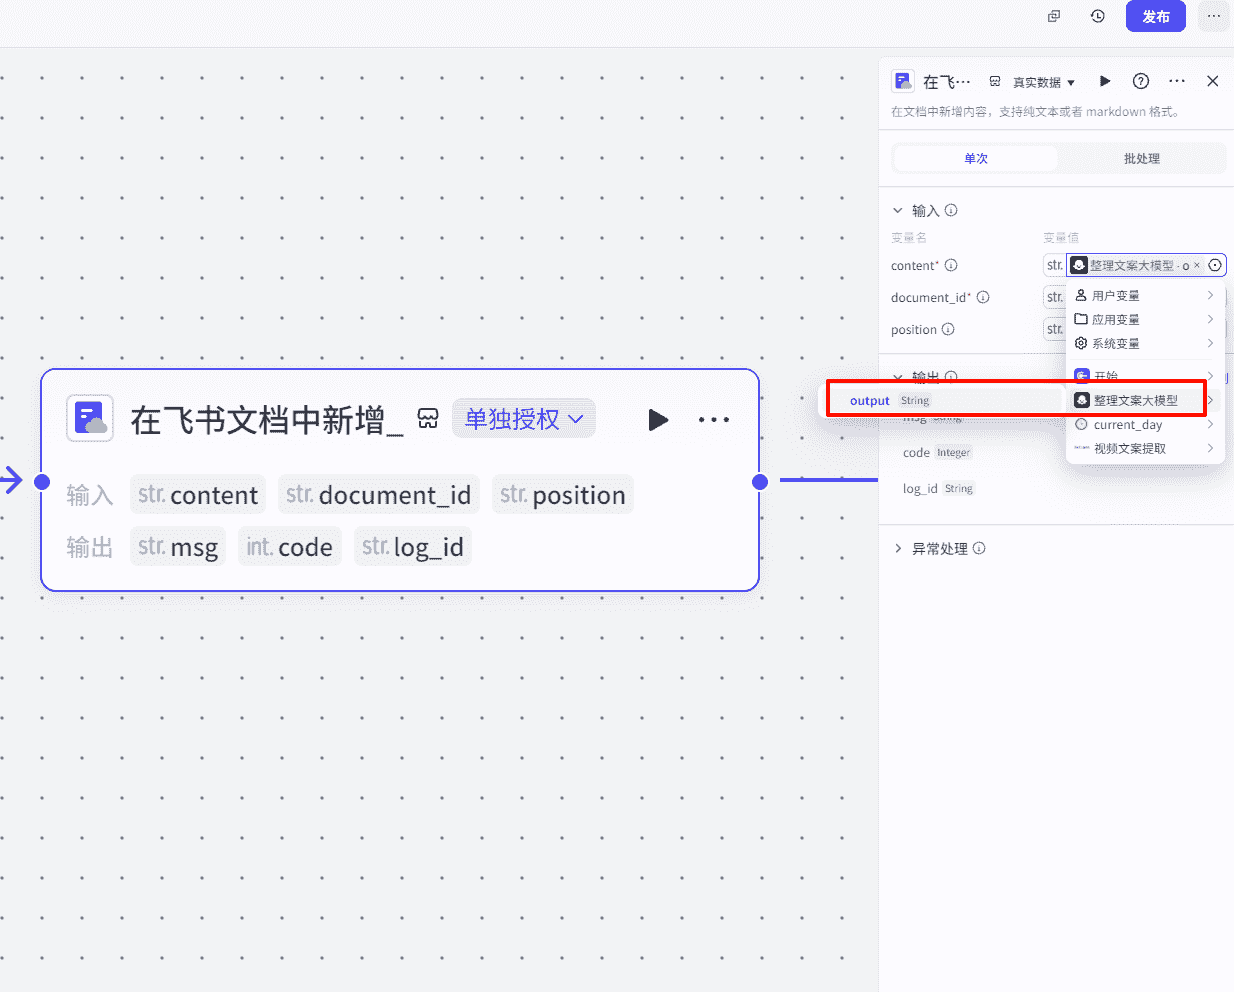 发布
在飞··· 真实数据
在文档中新增内容，支持纯文本或者 markdown 格式。
单次 批处理
输入
变量名 变量值
content* str. 整理文案大模型 · o ×
document_id* str.
position str.
用户变量
应用变量
系统变量
开始
输出
output String 整理文案大模型
msg String
current_day
code Integer 视频文案提取
log_id String
异常处理
在飞书文档中新增_ 单独授权
输入 str. content str. document_id str. position
输出 str. msg int. code str. log_id